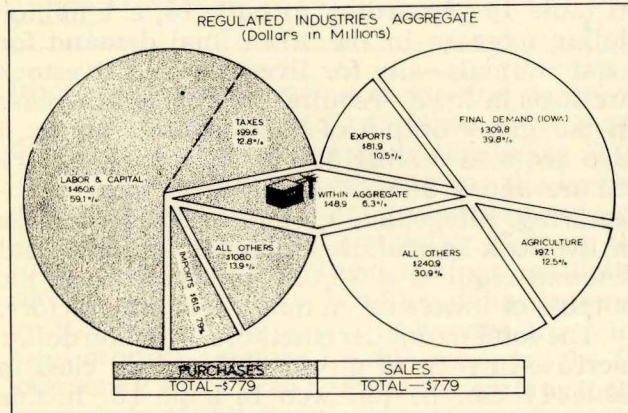 REGULATED INDUSTRIES AGGREGATE
(Dollars in Millions)
TAXES
$99.6
12.8%
LABOR & CAPITAL
$460.6
59.1%
EXPORTS
$81.9
10.5%
FINAL DEMAND (IOWA)
$309.8
39.8%
WITHIN AGGREGATE
$48.9 6.3%
ALL OTHERS
$108.0
13.9%
IMPORTS $61.5 7.9%
ALL OTHERS
$240.9
30.9%
AGRICULTURE
$97.1
12.5%
PURCHASES
TOTAL-$779
SALES
TOTAL—$779